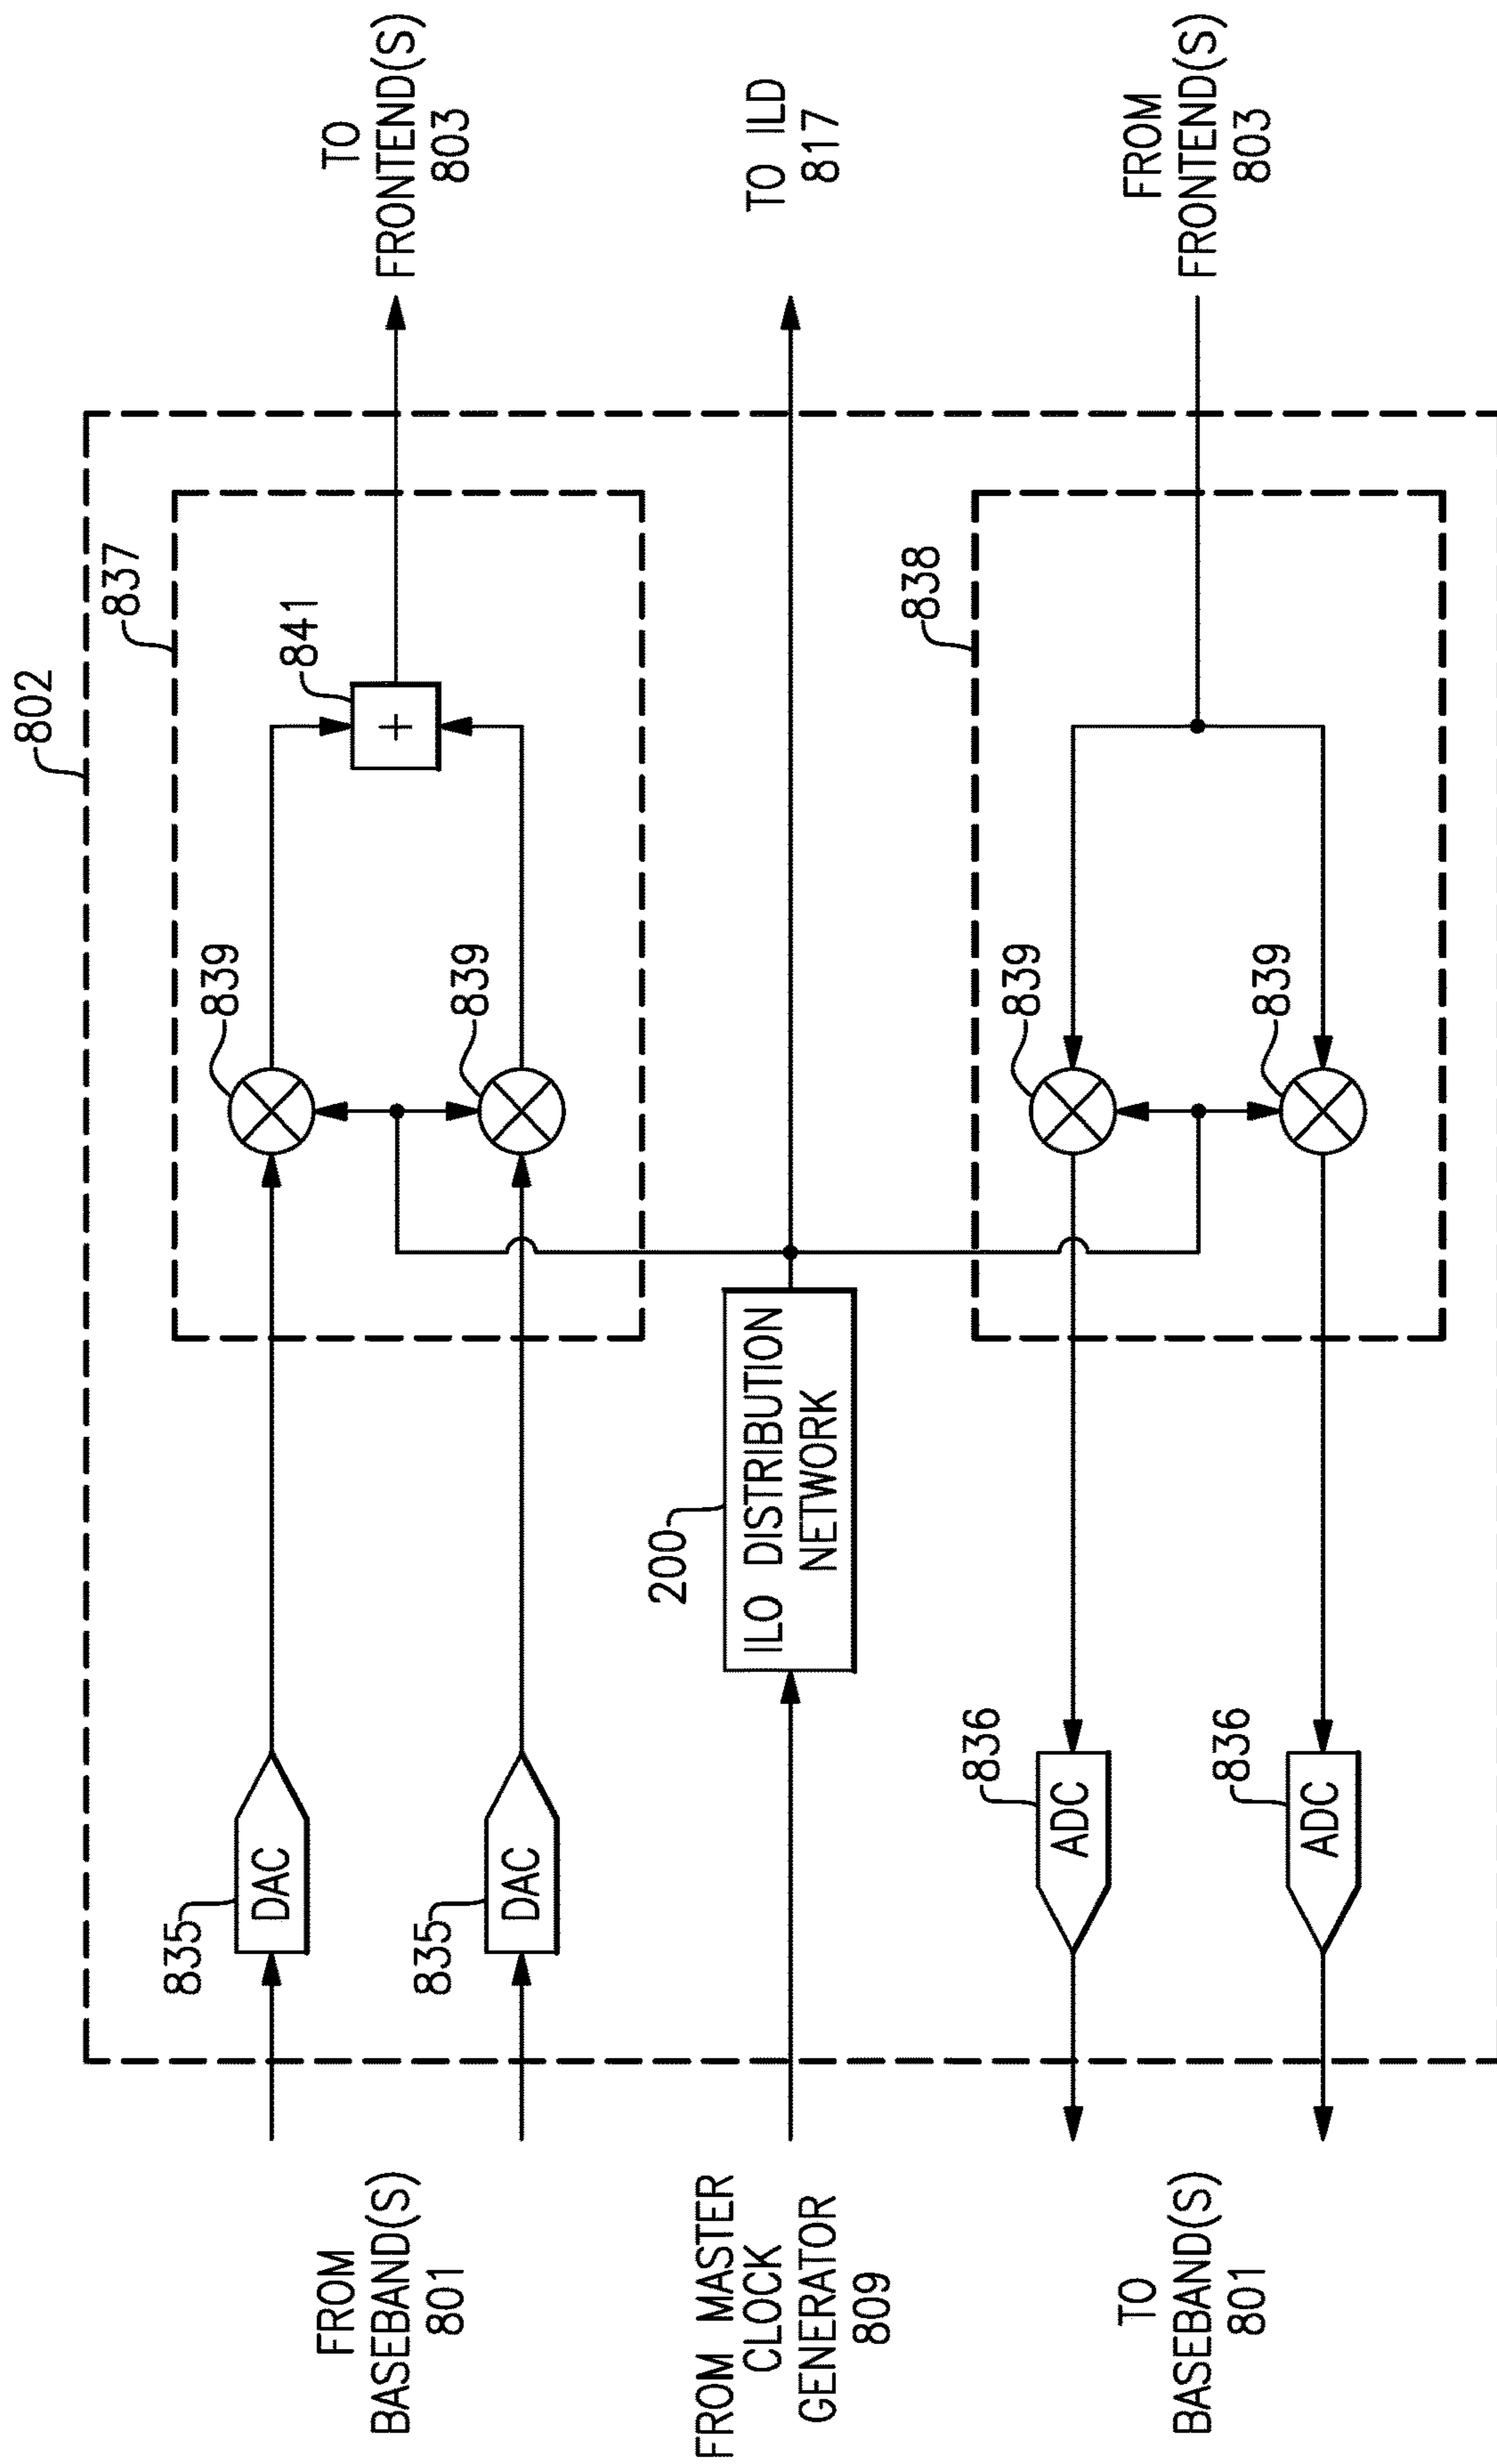 802
837
841
TO
FRONTEND(S)
803
839
839
835
DAC
835
DAC
FROM
BASEBAND(S)
801
200
ILO DISTRIBUTION
NETWORK
TO ILD
817
FROM MASTER
CLOCK
GENERATOR
809
838
FROM
FRONTEND(S)
803
839
839
836
ADC
836
ADC
TO
BASEBAND(S)
801